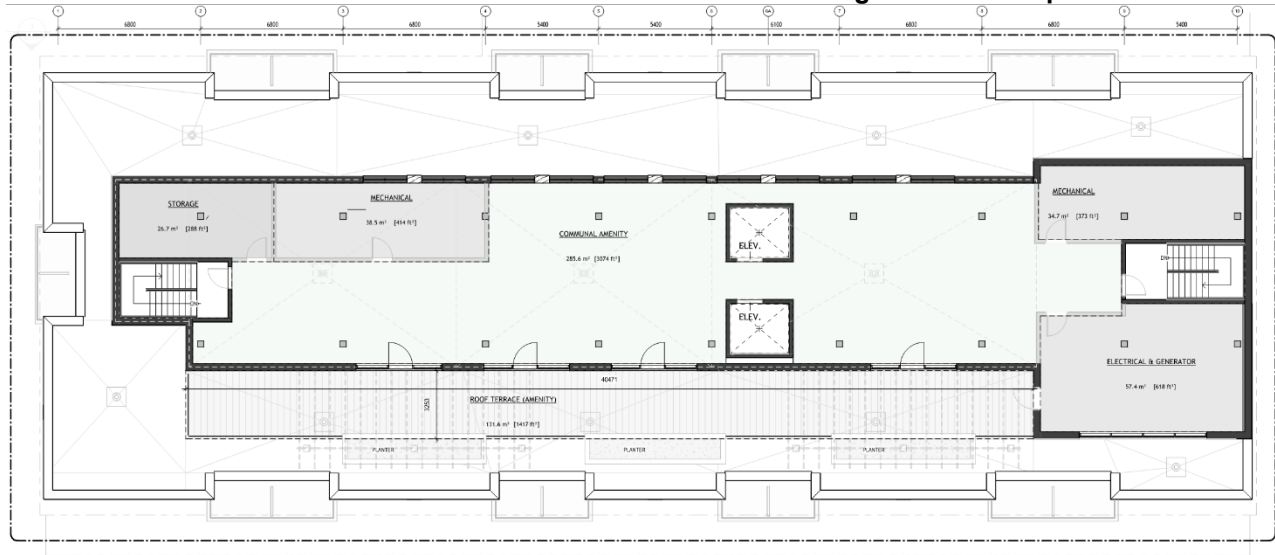 1 2 3 4 5 6 6A 7 8 9 10
6800 6800 6800 5400 5400 6100 6800 6800 5400
STORAGE
26.7 m² [288 ft²]
MECHANICAL
38.5 m² [414 ft²]
COMMUNAL AMENITY
285.6 m² [3074 ft²]
ELEV.
MECHANICAL
34.7 m² [373 ft²]
DN
DN
ELEV.
ELECTRICAL & GENERATOR
57.4 m² [618 ft²]
40471
3253
ROOF TERRACE (AMENITY)
131.6 m² [1417 ft²]
PLANTER
PLANTER
PLANTER